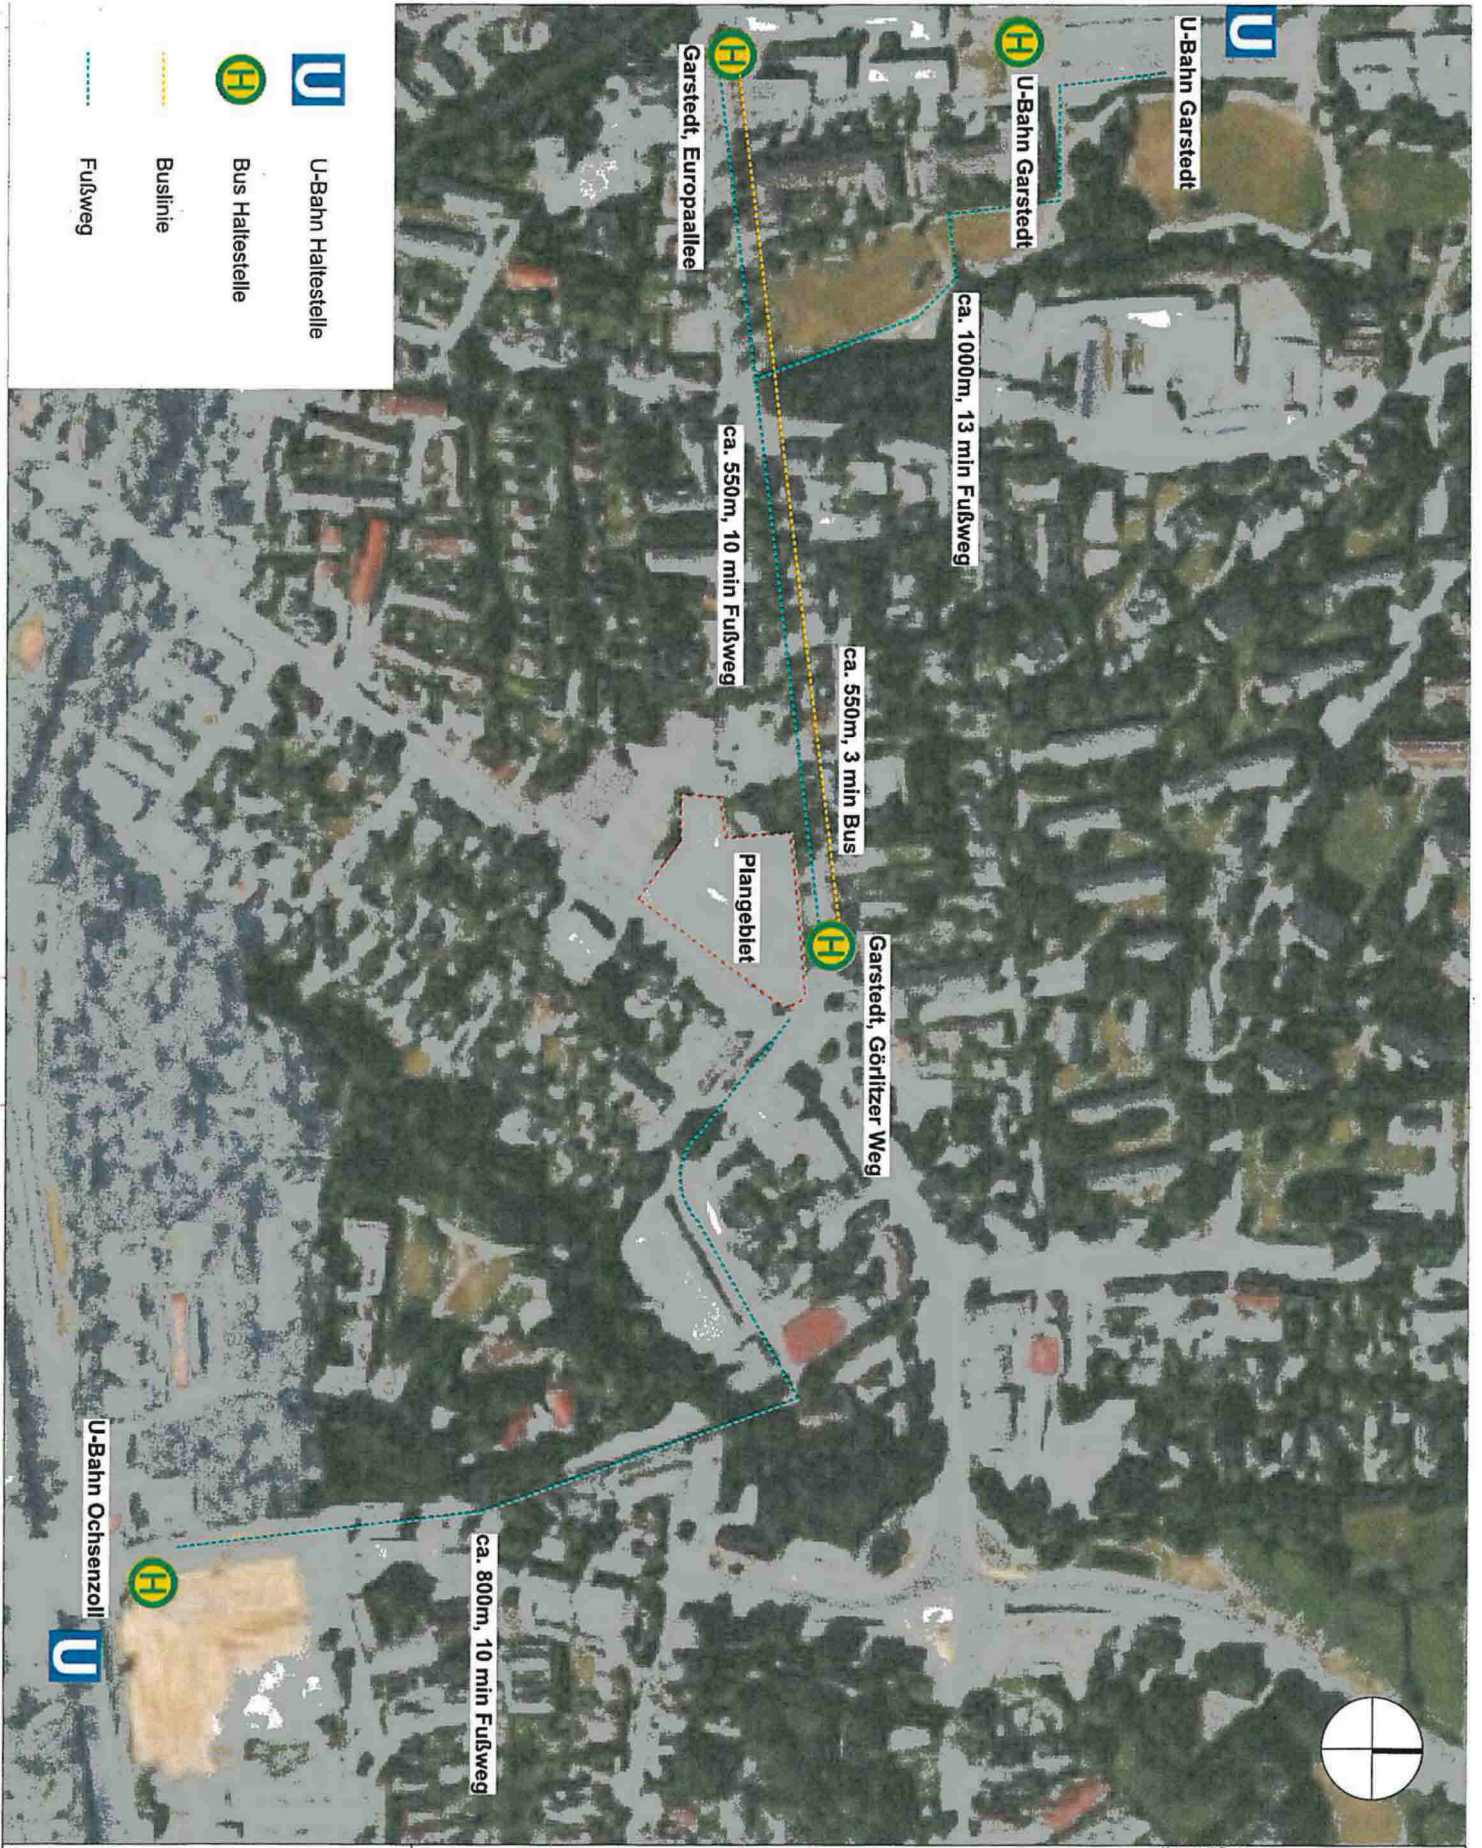 U
U-Bahn Garstedt
H
U-Bahn Garstedt
ca. 1000m, 13 min Fußweg
H
Garstedt, Europaallee
ca. 550m, 10 min Fußweg
ca. 550m, 3 min Bus
H
Garstedt, Görlitzer Weg
Plangebiet
ca. 800m, 10 min Fußweg
H
U-Bahn Ochsenzoll
U
U
U-Bahn Haltestelle
H
Bus Haltestelle
Buslinie
Fußweg